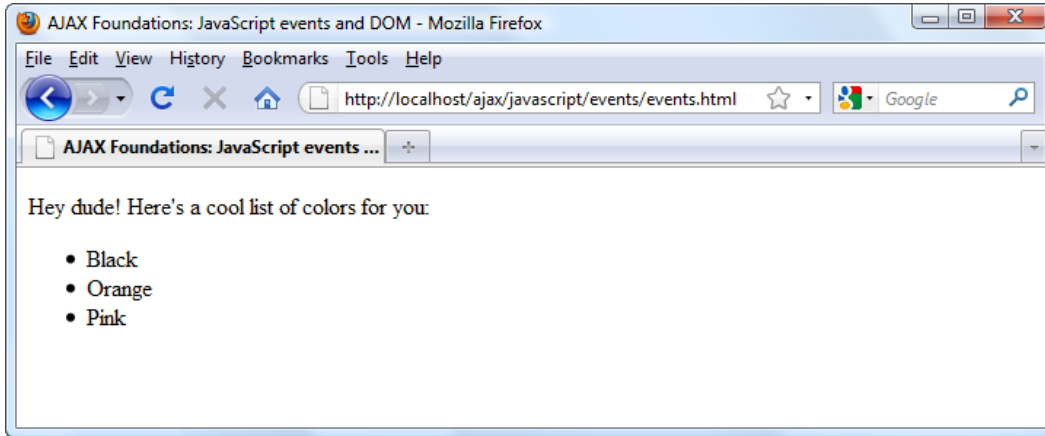 AJAX Foundations: JavaScript events and DOM - Mozilla Firefox
File Edit View History Bookmarks Tools Help
http://localhost/ajax/javascript/events/events.html Google
AJAX Foundations: JavaScript events ...
Hey dude! Here's a cool list of colors for you:
• Black
• Orange
• Pink